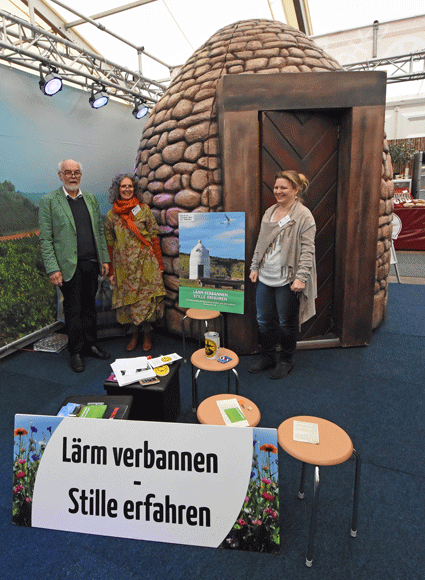 LÄRM VERBANNEN
STILLE ERFAHREN
Lärm verbannen
-
Stille erfahren